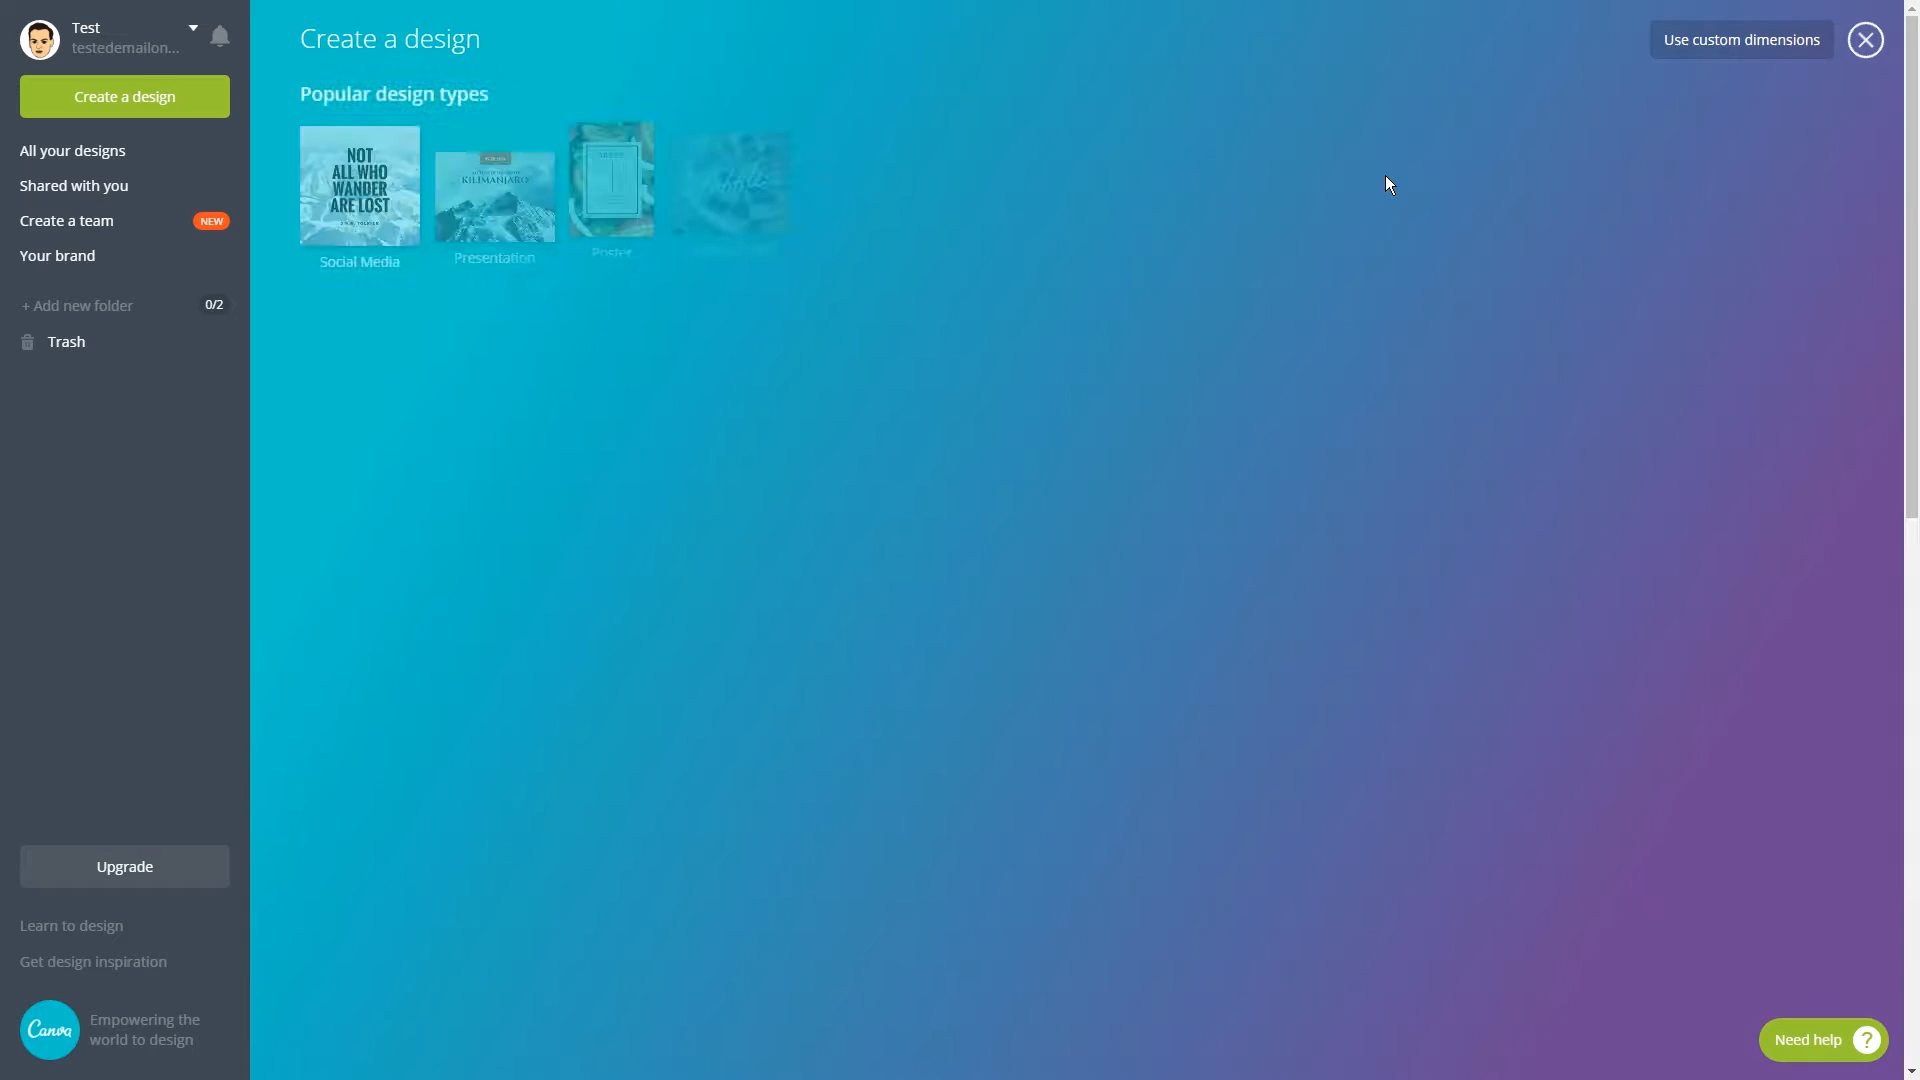 Test
testedemailon...
Create a design
All your designs
Shared with you
Create a team
NEW
Your brand
+ Add new folder
0/2
Trash
Upgrade
Learn to design
Get design inspiration
Canva
Empowering the
world to design
Create a design
Use custom dimensions
Popular design types
NOT
ALL WHO
WANDER
ARE LOST
KILIMANJARO
Social Media
Presentation
Poster
Need help ?